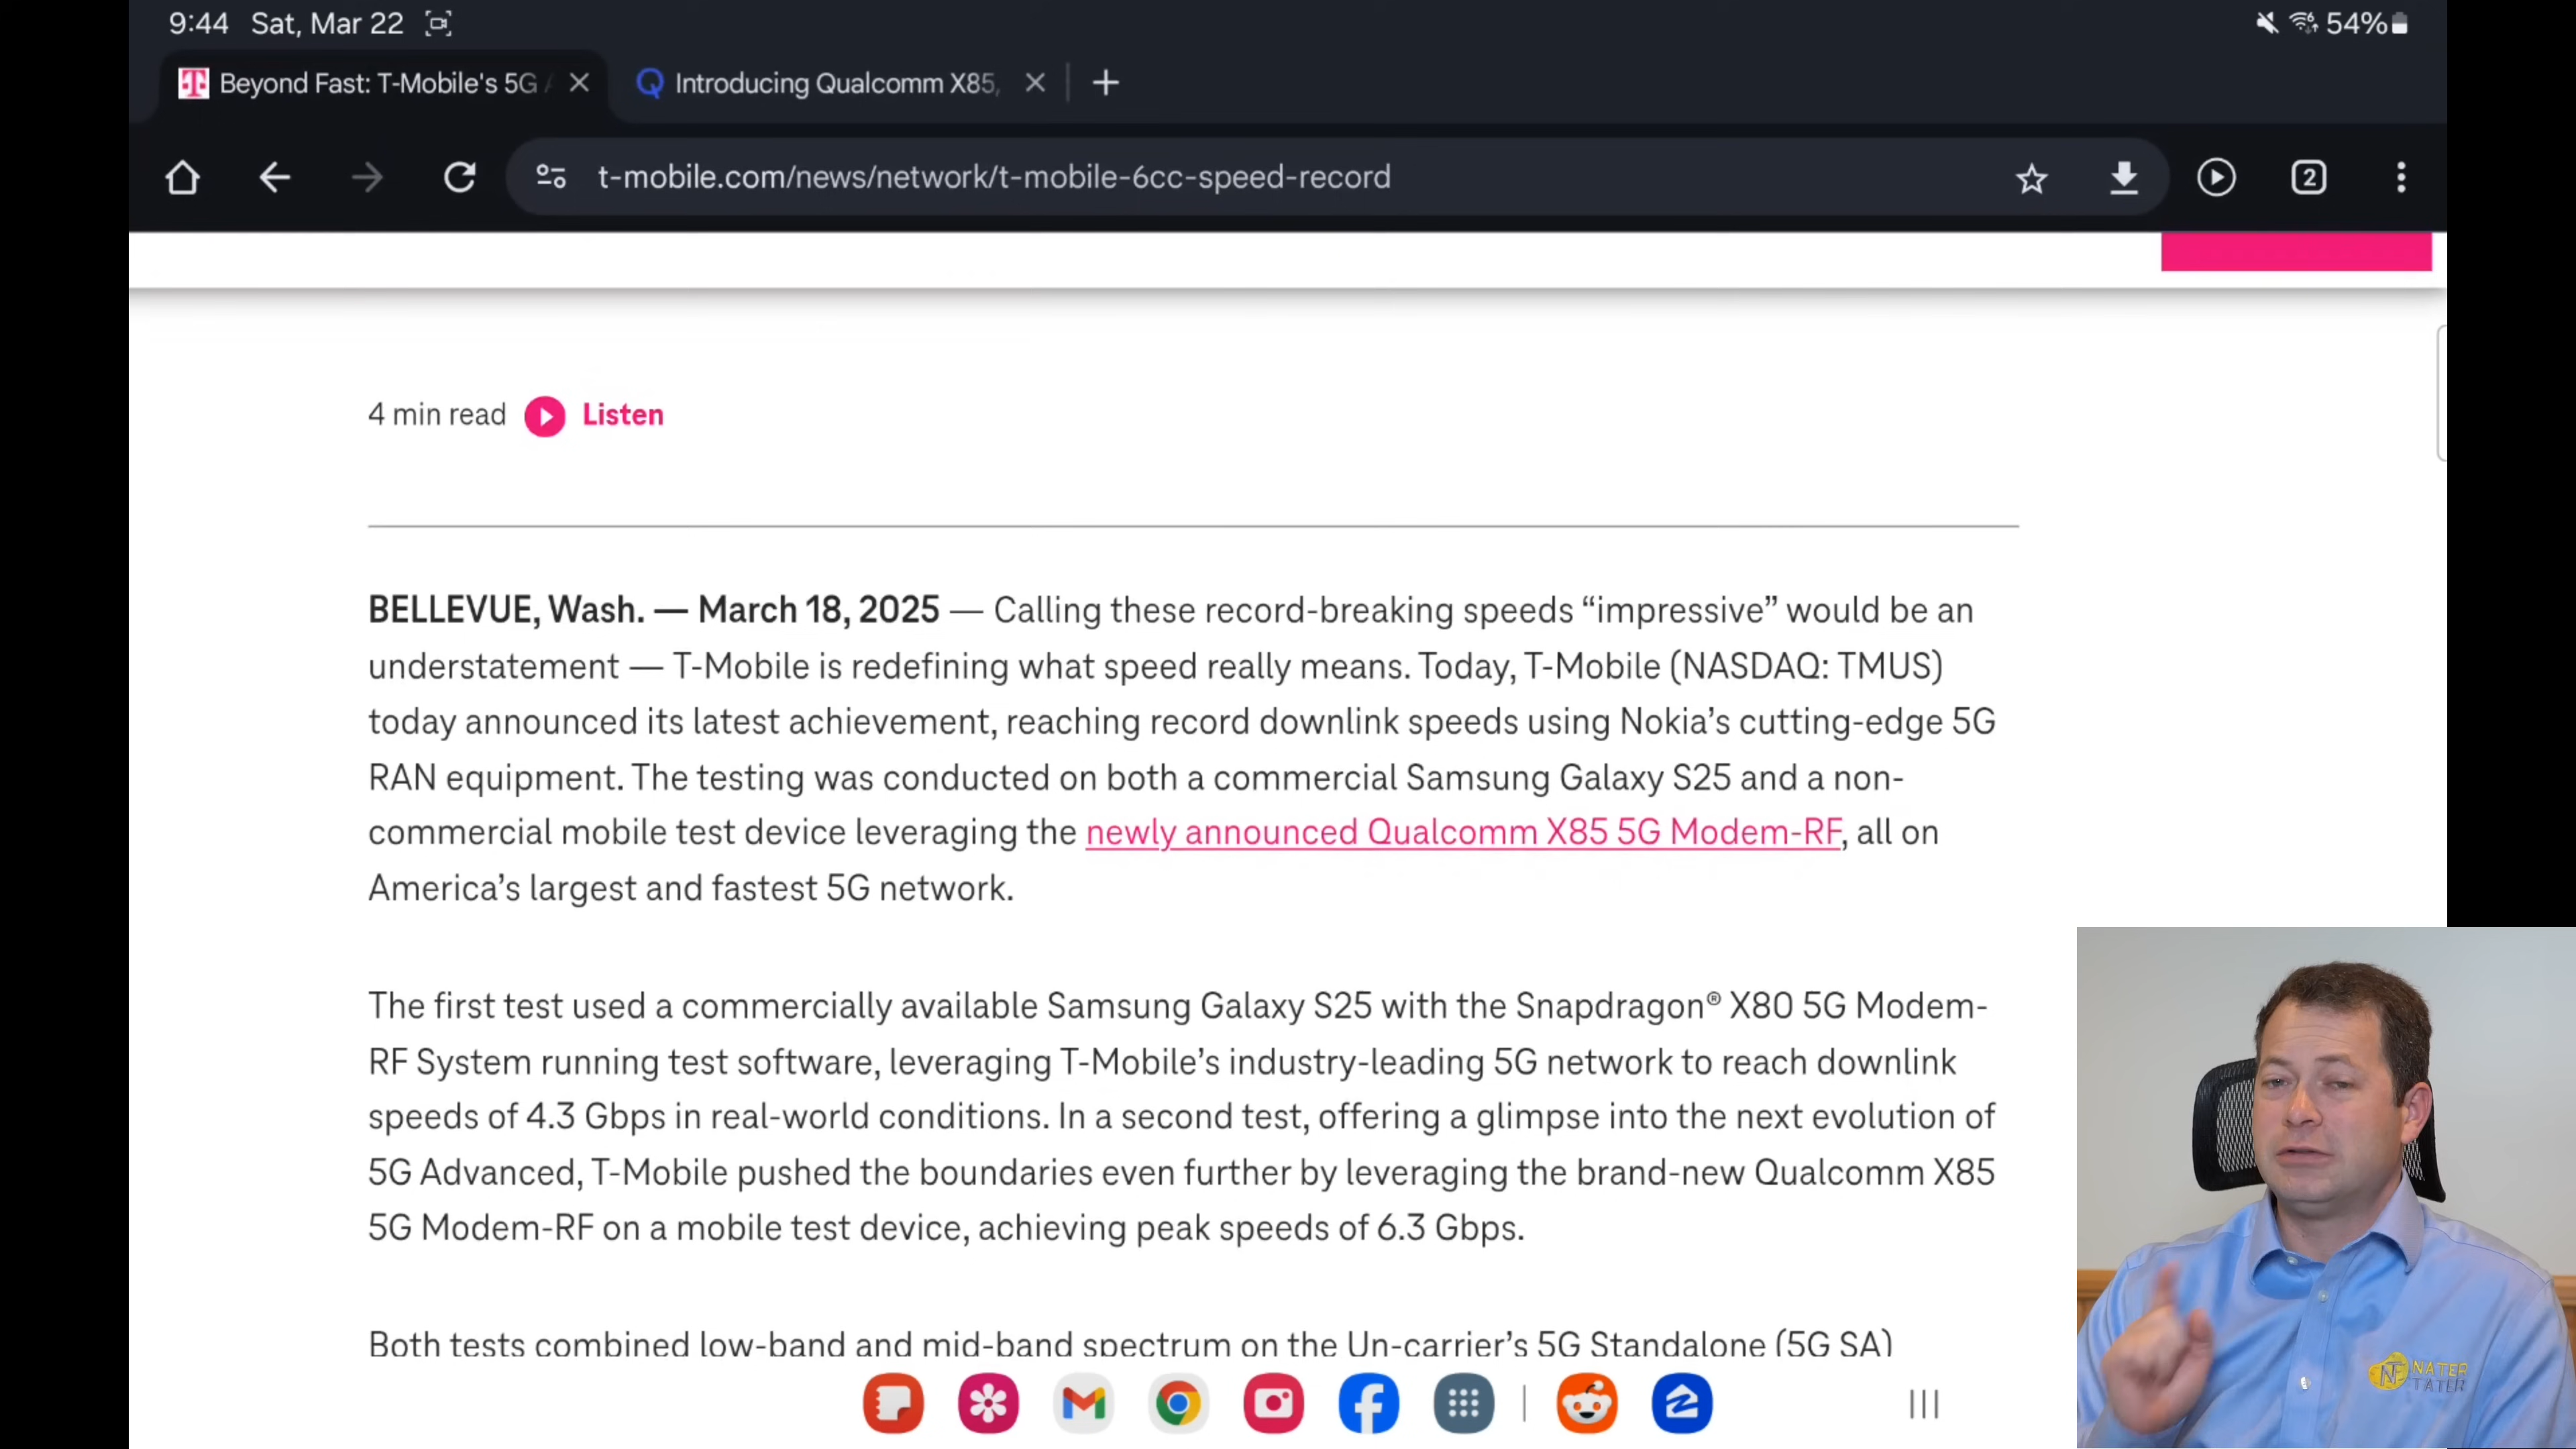 9:44 Sat, Mar 22 54%
Beyond Fast: T-Mobile's 5G Introducing Qualcomm X85,
t-mobile.com/news/network/t-mobile-6cc-speed-record 2
4 min read Listen
BELLEVUE, Wash. — March 18, 2025 — Calling these record-breaking speeds “impressive” would be an
understatement — T-Mobile is redefining what speed really means. Today, T-Mobile (NASDAQ: TMUS)
today announced its latest achievement, reaching record downlink speeds using Nokia’s cutting-edge 5G
RAN equipment. The testing was conducted on both a commercial Samsung Galaxy S25 and a non-
commercial mobile test device leveraging the newly announced Qualcomm X85 5G Modem-RF, all on
America’s largest and fastest 5G network.
The first test used a commercially available Samsung Galaxy S25 with the Snapdragon® X80 5G Modem-
RF System running test software, leveraging T-Mobile’s industry-leading 5G network to reach downlink
speeds of 4.3 Gbps in real-world conditions. In a second test, offering a glimpse into the next evolution of
5G Advanced, T-Mobile pushed the boundaries even further by leveraging the brand-new Qualcomm X85
5G Modem-RF on a mobile test device, achieving peak speeds of 6.3 Gbps.
Both tests combined low-band and mid-band spectrum on the Un-carrier’s 5G Standalone (5G SA)
NATER
TATER